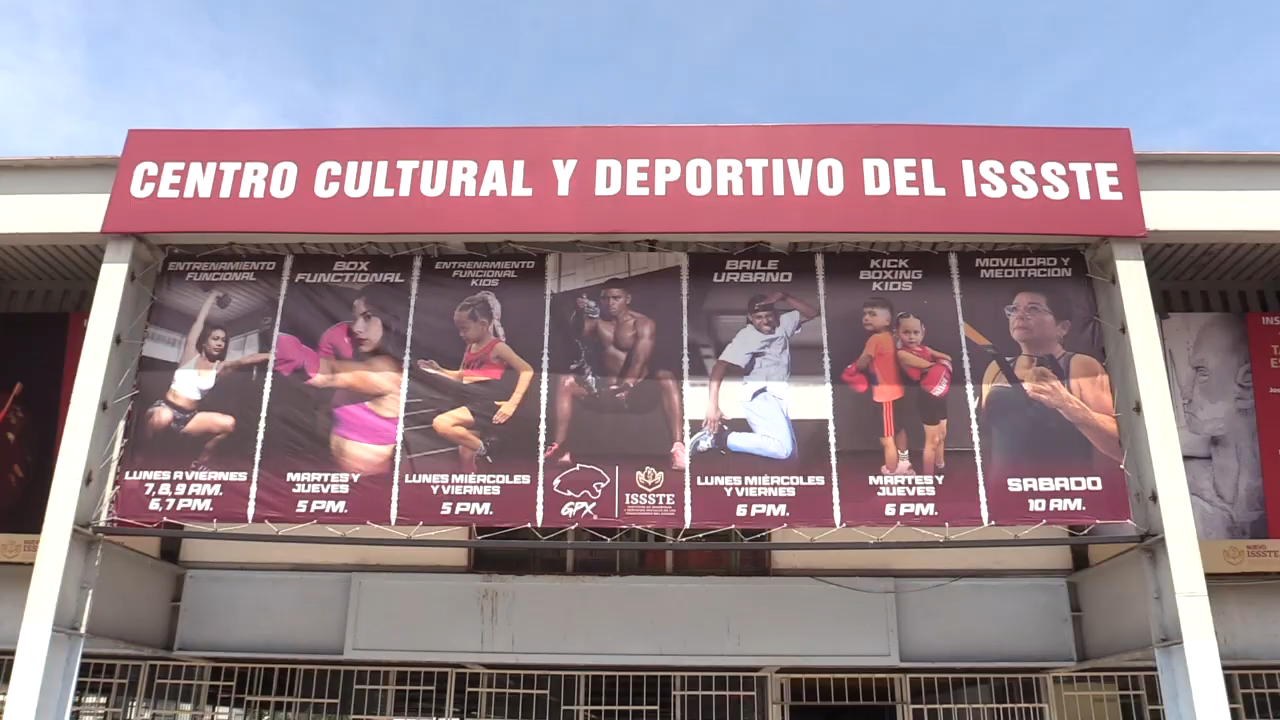 CENTRO CULTURAL Y DEPORTIVO DEL ISSSTE
ENTRENAMIENTO
FUNCIONAL
LUNES A VIERNES
7, 8, 9 AM.
6, 7 PM.
BOX
FUNCTIONAL
MARTES Y
JUEVES
5 PM.
ENTRENAMIENTO
FUNCIONAL
KIDS
LUNES MIÉRCOLES
Y VIERNES
5 PM.
GPX
ISSSTE
BAILE
URBANO
LUNES MIÉRCOLES
Y VIERNES
6 PM.
KICK
BOXING
KIDS
MARTES Y
JUEVES
6 PM.
MOVILIDAD Y
MEDITACION
SABADO
10 AM.
ISSSTE